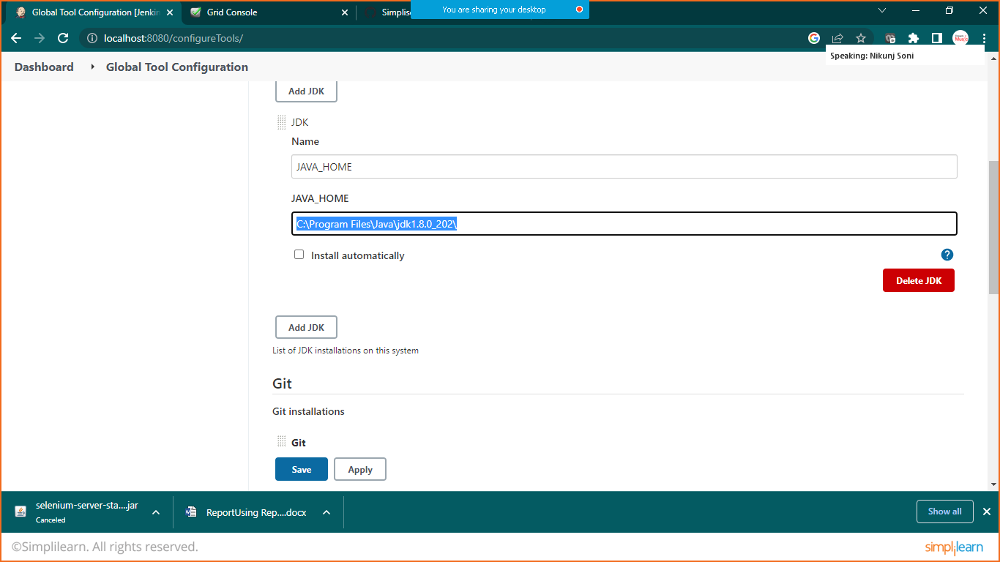 Global Tool Configuration [Jenkin
Grid Console
Simplis
You are sharing your desktop
localhost:8080/configureTools/
Speaking: Nikunj Soni
Dashboard
Global Tool Configuration
Add JDK
JDK
Name
JAVA_HOME
JAVA_HOME
C:\Program Files\Java\jdk1.8.0_202\
Install automatically
?
Delete JDK
Add JDK
List of JDK installations on this system
Git
Git installations
Git
Save
Apply
selenium-server-sta....jar
Canceled
ReportUsing Rep....docx
Show all
©Simplilearn. All rights reserved.
simplilearn